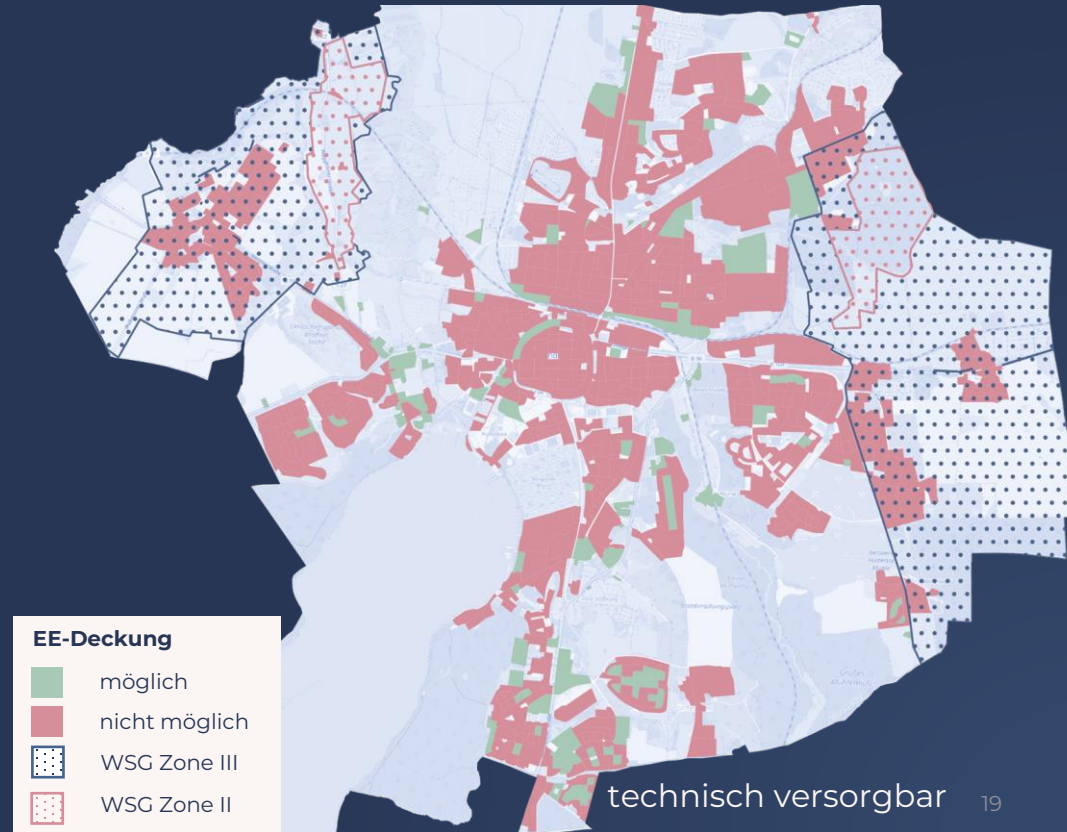 EE-Deckung
möglich
nicht möglich
WSG Zone III
WSG Zone II
technisch versorgbar
19